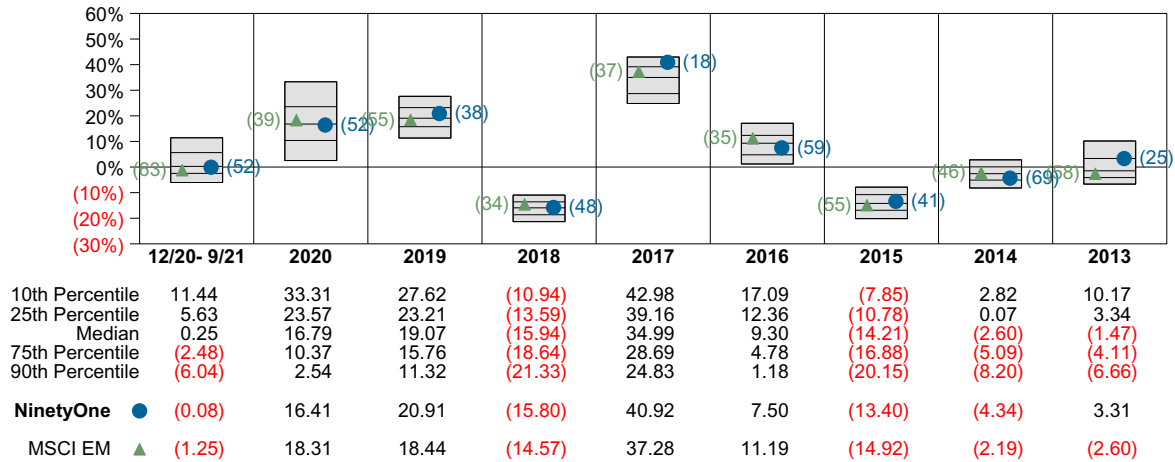 60%
50%
40%
30%
20%
10%
0%
(10%)
(20%)
(30%)
(63) (52)
(39) (52)
(55) (38)
(34) (48)
(37) (18)
(35) (59)
(55) (41)
(46) (69)
(58) (25)
12/20- 9/21 2020 2019 2018 2017 2016 2015 2014 2013
10th Percentile 11.44 33.31 27.62 (10.94) 42.98 17.09 (7.85) 2.82 10.17
25th Percentile 5.63 23.57 23.21 (13.59) 39.16 12.36 (10.78) 0.07 3.34
Median 0.25 16.79 19.07 (15.94) 34.99 9.30 (14.21) (2.60) (1.47)
75th Percentile (2.48) 10.37 15.76 (18.64) 28.69 4.78 (16.88) (5.09) (4.11)
90th Percentile (6.04) 2.54 11.32 (21.33) 24.83 1.18 (20.15) (8.20) (6.66)
NinetyOne (0.08) 16.41 20.91 (15.80) 40.92 7.50 (13.40) (4.34) 3.31
MSCI EM (1.25) 18.31 18.44 (14.57) 37.28 11.19 (14.92) (2.19) (2.60)